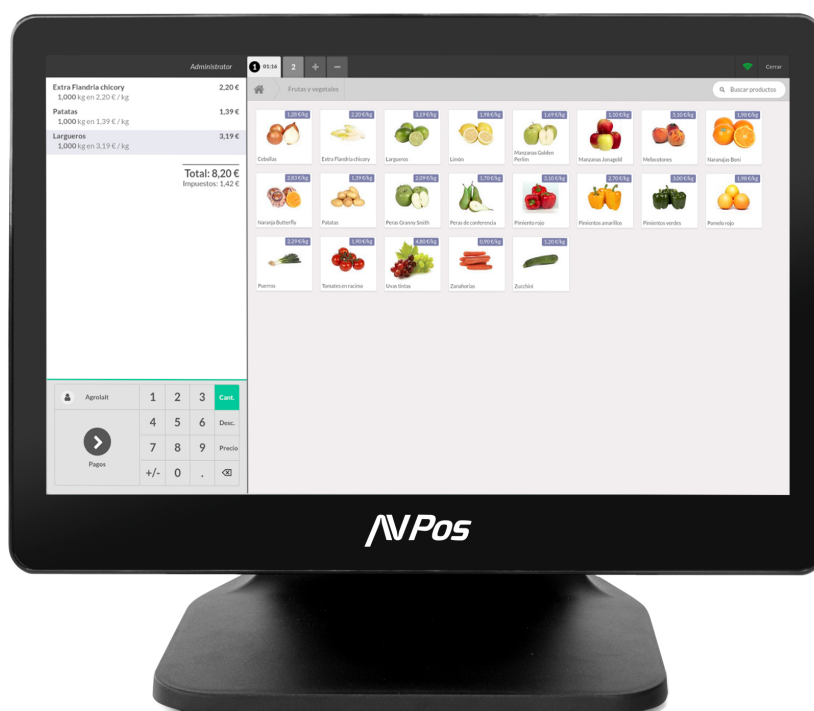 Administrator
1 01:16 2 + −
Cerrar
Extra Flandria chicory 2,20 €
1,000 kg en 2,20 € / kg
Patatas 1,39 €
1,000 kg en 1,39 € / kg
Largueros 3,19 €
1,000 kg en 3,19 € / kg
Total: 8,20 €
Impuestos: 1,42 €
Frutas y vegetales
Buscar productos
1,28 €/kg
Cebollas
2,20 €/kg
Extra Flandria chicory
3,19 €/kg
Largueros
1,98 €/kg
Limón
1,69 €/kg
Manzanas Golden
Perlim
1,10 €/kg
Manzanas Jonagold
5,10 €/kg
Melocotones
1,98 €/kg
Naranajas Boni
2,83 €/kg
Naranja Butterfly
1,39 €/kg
Patatas
2,09 €/kg
Peras Granny Smith
1,70 €/kg
Peras de conferencia
2,10 €/kg
Pimiento rojo
2,70 €/kg
Pimientos amarillos
3,00 €/kg
Pimientos verdes
1,98 €/kg
Pomelo rojo
2,29 €/kg
Puerros
1,90 €/kg
Tomates en racimo
4,80 €/kg
Uvas tintas
0,90 €/kg
Zanahorias
1,20 €/kg
Zucchini
Agrolait
1 2 3 Cant.
4 5 6 Desc.
7 8 9 Precio
+/- 0 .
Pagos
AVPos